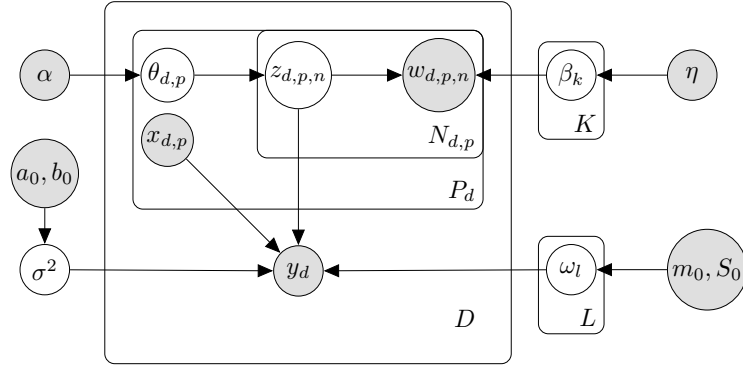 α θ_{d,p} z_{d,p,n} w_{d,p,n} β_k η
x_{d,p} N_{d,p} K
a_0, b_0 P_d
σ^2 y_d ω_l m_0, S_0
D L